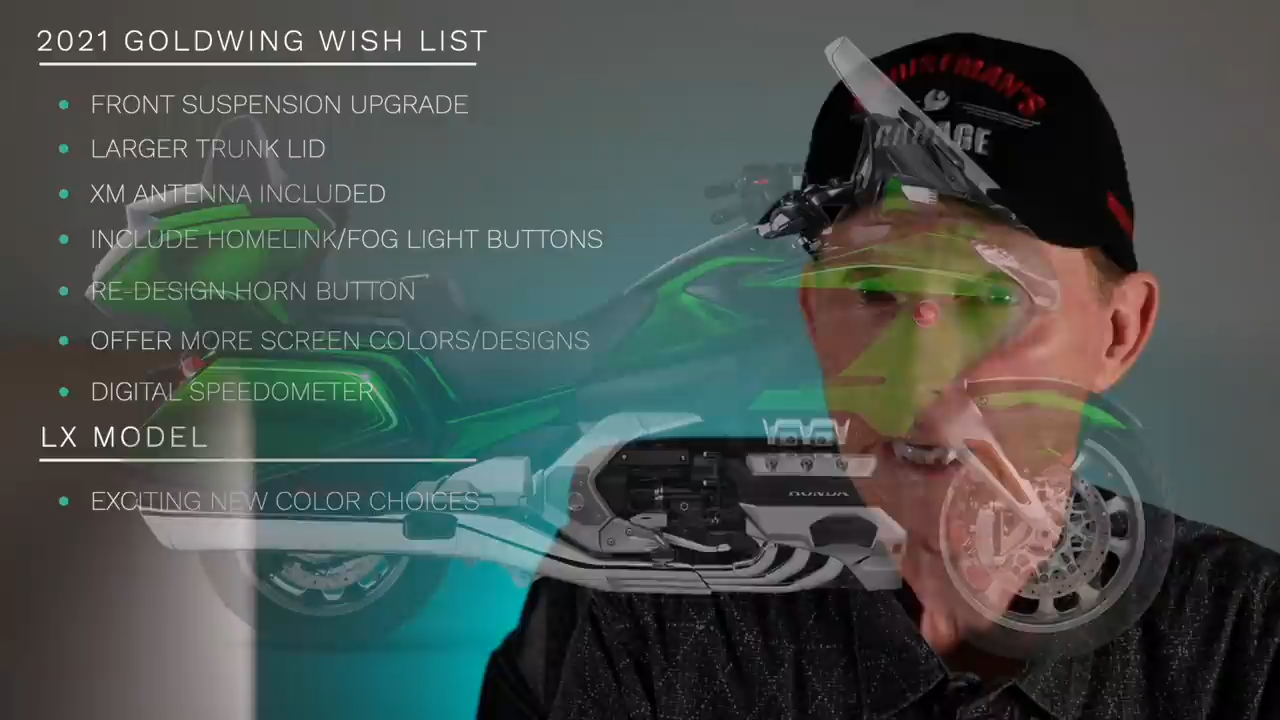 2021 GOLDWING WISH LIST
FRONT SUSPENSION UPGRADE
LARGER TRUNK LID
XM ANTENNA INCLUDED
INCLUDE HOMELINK/FOG LIGHT BUTTONS
RE-DESIGN HORN BUTTON
OFFER MORE SCREEN COLORS/DESIGNS
DIGITAL SPEEDOMETER
LX MODEL
EXCITING NEW COLOR CHOICES
GARAGE
HONDA